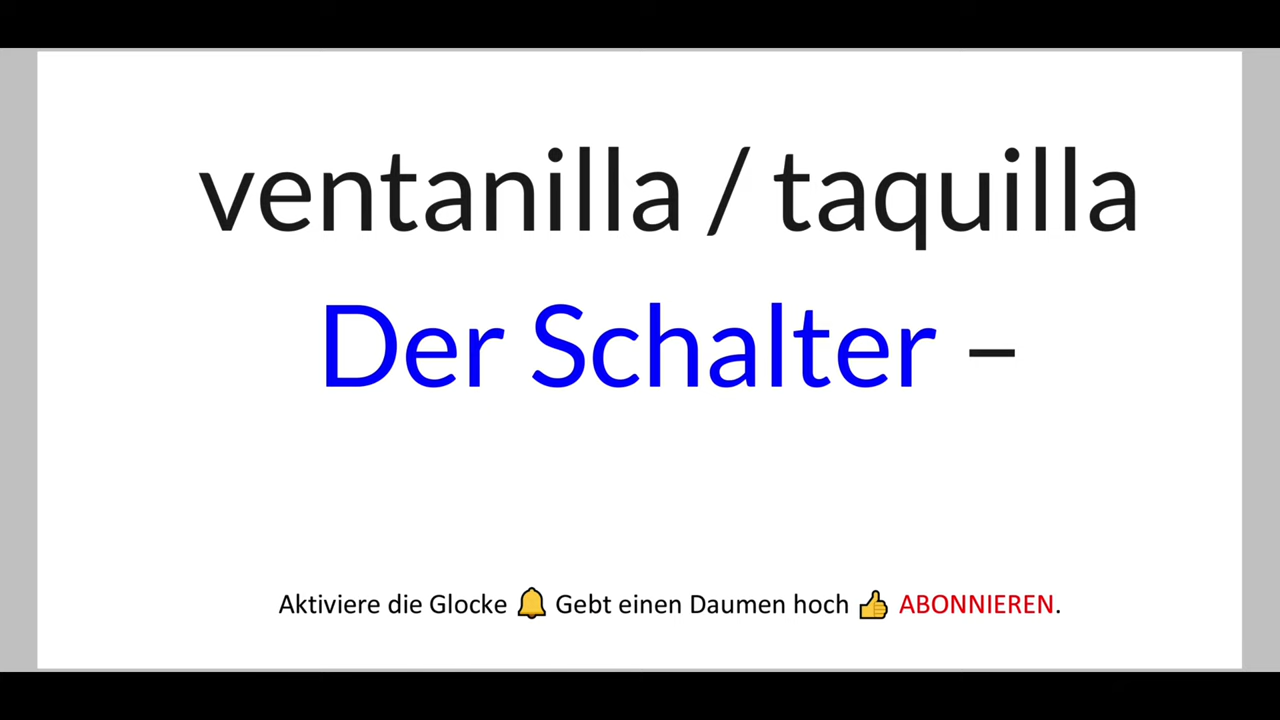 ventanilla / taquilla
Der Schalter –
Aktiviere die Glocke 🔔 Gebt einen Daumen hoch 👍 ABONNIEREN.